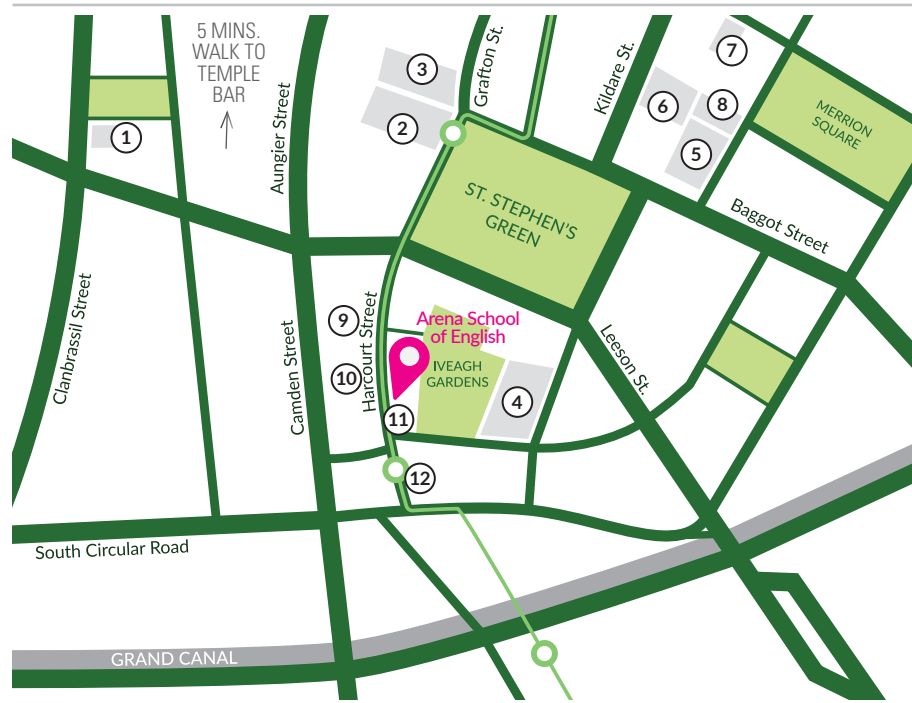 5 MINS.
WALK TO
TEMPLE
BAR
Grafton St.
Kildare St.
7
3
6
8
2
1
5
MERRION
SQUARE
Aungier Street
ST. STEPHEN'S
GREEN
Baggot Street
Clanbrassil Street
9
Harcourt Street
Arena School
of English
Camden Street
Leeson St.
10
IVEAGH
GARDENS
4
11
12
South Circular Road
GRAND CANAL